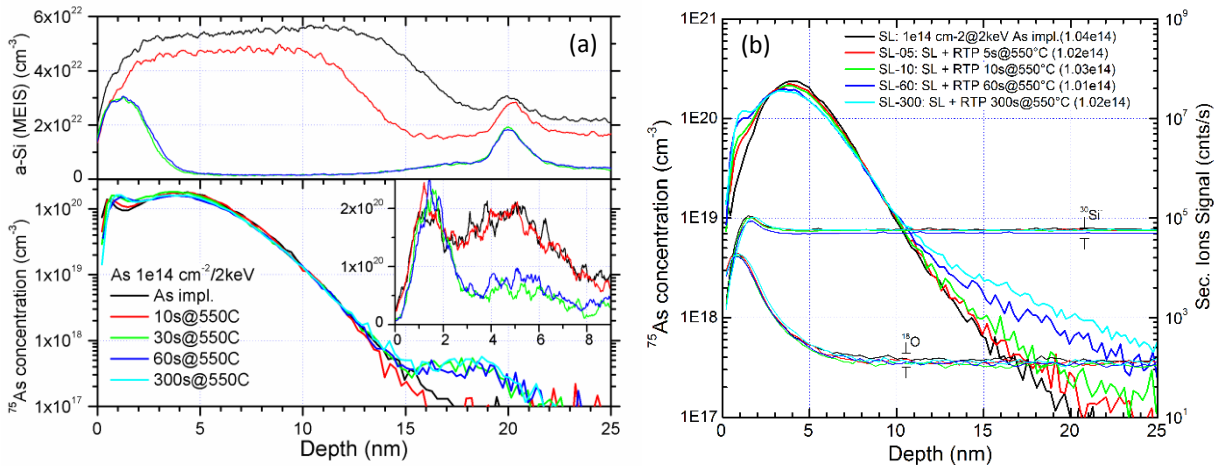 (a)
a-Si (MEIS) (cm-3)
6x10^22
4x10^22
2x10^22
0
75As concentration (cm-3)
1x10^20
1x10^19
1x10^18
1x10^17
As 1e14 cm-2/2keV
As impl.
10s@550C
30s@550C
60s@550C
300s@550C
2x10^20
1x10^20
0
0 2 4 6 8
0 5 10 15 20 25
Depth (nm)
(b)
75As concentration (cm-3)
1E21
1E20
1E19
1E18
1E17
SL: 1e14 cm-2@2keV As impl.(1.04e14)
SL-05: SL + RTP 5s@550°C (1.02e14)
SL-10: SL + RTP 10s@550°C (1.03e14)
SL-60: SL + RTP 60s@550°C (1.01e14)
SL-300: SL + RTP 300s@550°C (1.02e14)
30Si
18O
Sec. Ions Signal (cnts/s)
10^9
10^7
10^5
10^3
10^1
0 5 10 15 20 25
Depth (nm)